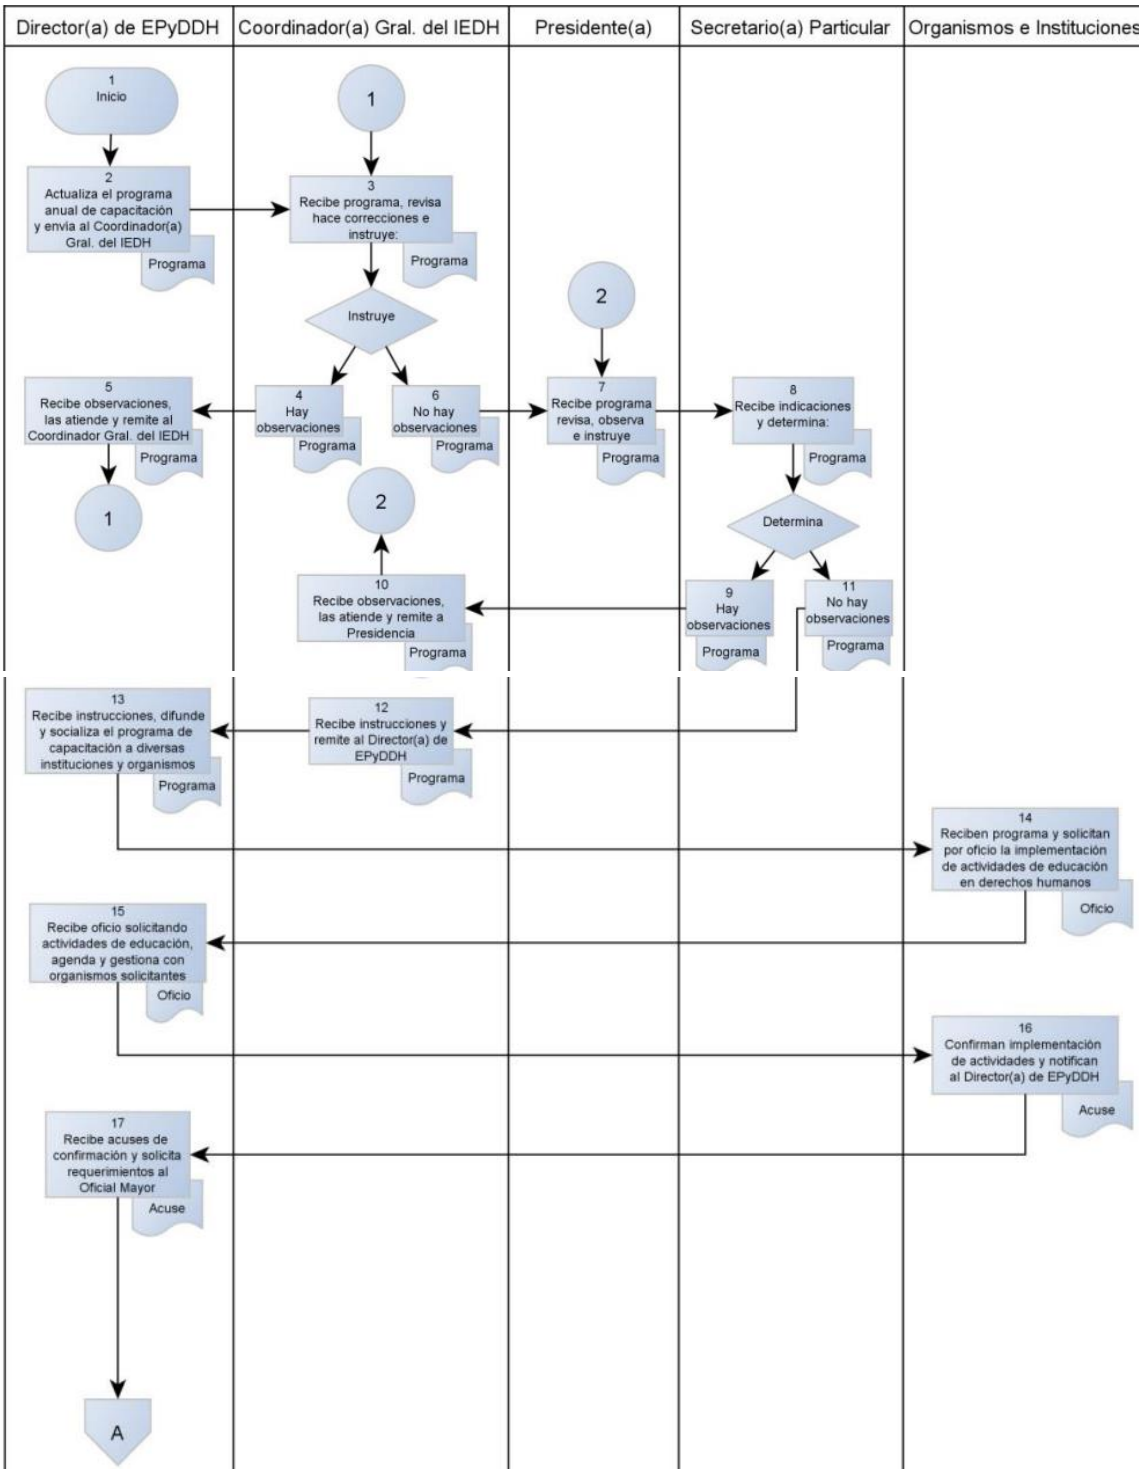 Director(a) de EPyDDH
Coordinador(a) Gral. del IEDH
Presidente(a)
Secretario(a) Particular
Organismos e Instituciones
1
Inicio
1
2
Actualiza el programa
anual de capacitación
y envia al Coordinador(a)
Gral. del IEDH
Programa
3
Recibe programa, revisa
hace correcciones e
instruye:
Programa
Instruye
2
5
Recibe observaciones,
las atiende y remite al
Coordinador Gral. del IEDH
Programa
1
4
Hay
observaciones
Programa
6
No hay
observaciones
Programa
7
Recibe programa
revisa, observa
e instruye
Programa
8
Recibe indicaciones
y determina:
Programa
Determina
2
10
Recibe observaciones,
las atiende y remite a
Presidencia
Programa
9
Hay
observaciones
Programa
11
No hay
observaciones
Programa
13
Recibe instrucciones, difunde
y socializa el programa de
capacitación a diversas
instituciones y organismos
Programa
12
Recibe instrucciones y
remite al Director(a) de
EPyDDH
Programa
14
Reciben programa y solicitan
por oficio la implementación
de actividades de educación
en derechos humanos
Oficio
15
Recibe oficio solicitando
actividades de educación,
agenda y gestiona con
organismos solicitantes
Oficio
16
Confirman implementación
de actividades y notifican
al Director(a) de EPyDDH
Acuse
17
Recibe acuses de
confirmación y solicita
requerimientos al
Oficial Mayor
Acuse
A